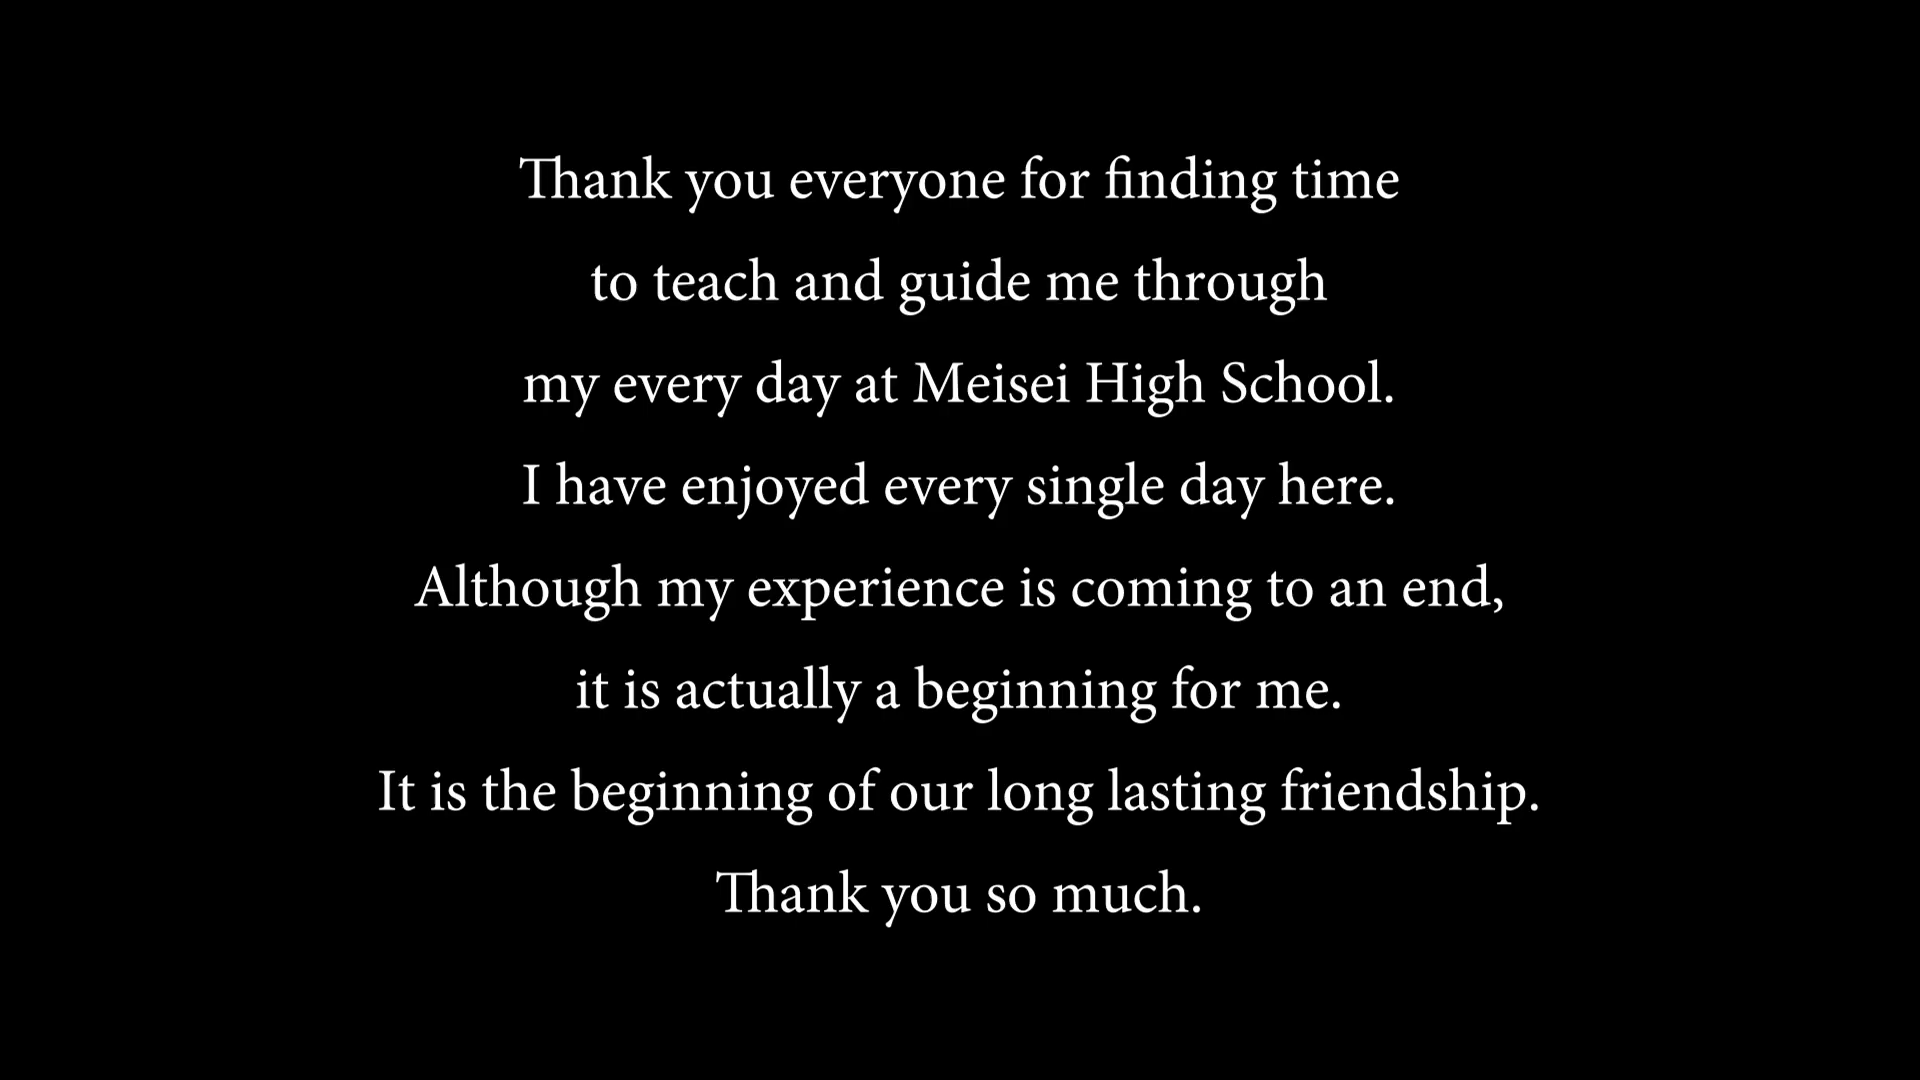 Thank you everyone for finding time
to teach and guide me through
my every day at Meisei High School.
I have enjoyed every single day here.
Although my experience is coming to an end,
it is actually a beginning for me.
It is the beginning of our long lasting friendship.
Thank you so much.